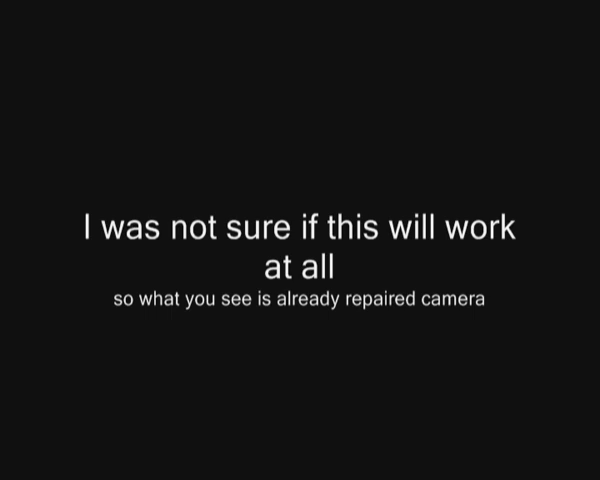 I was not sure if this will work
at all
so what you see is already repaired camera